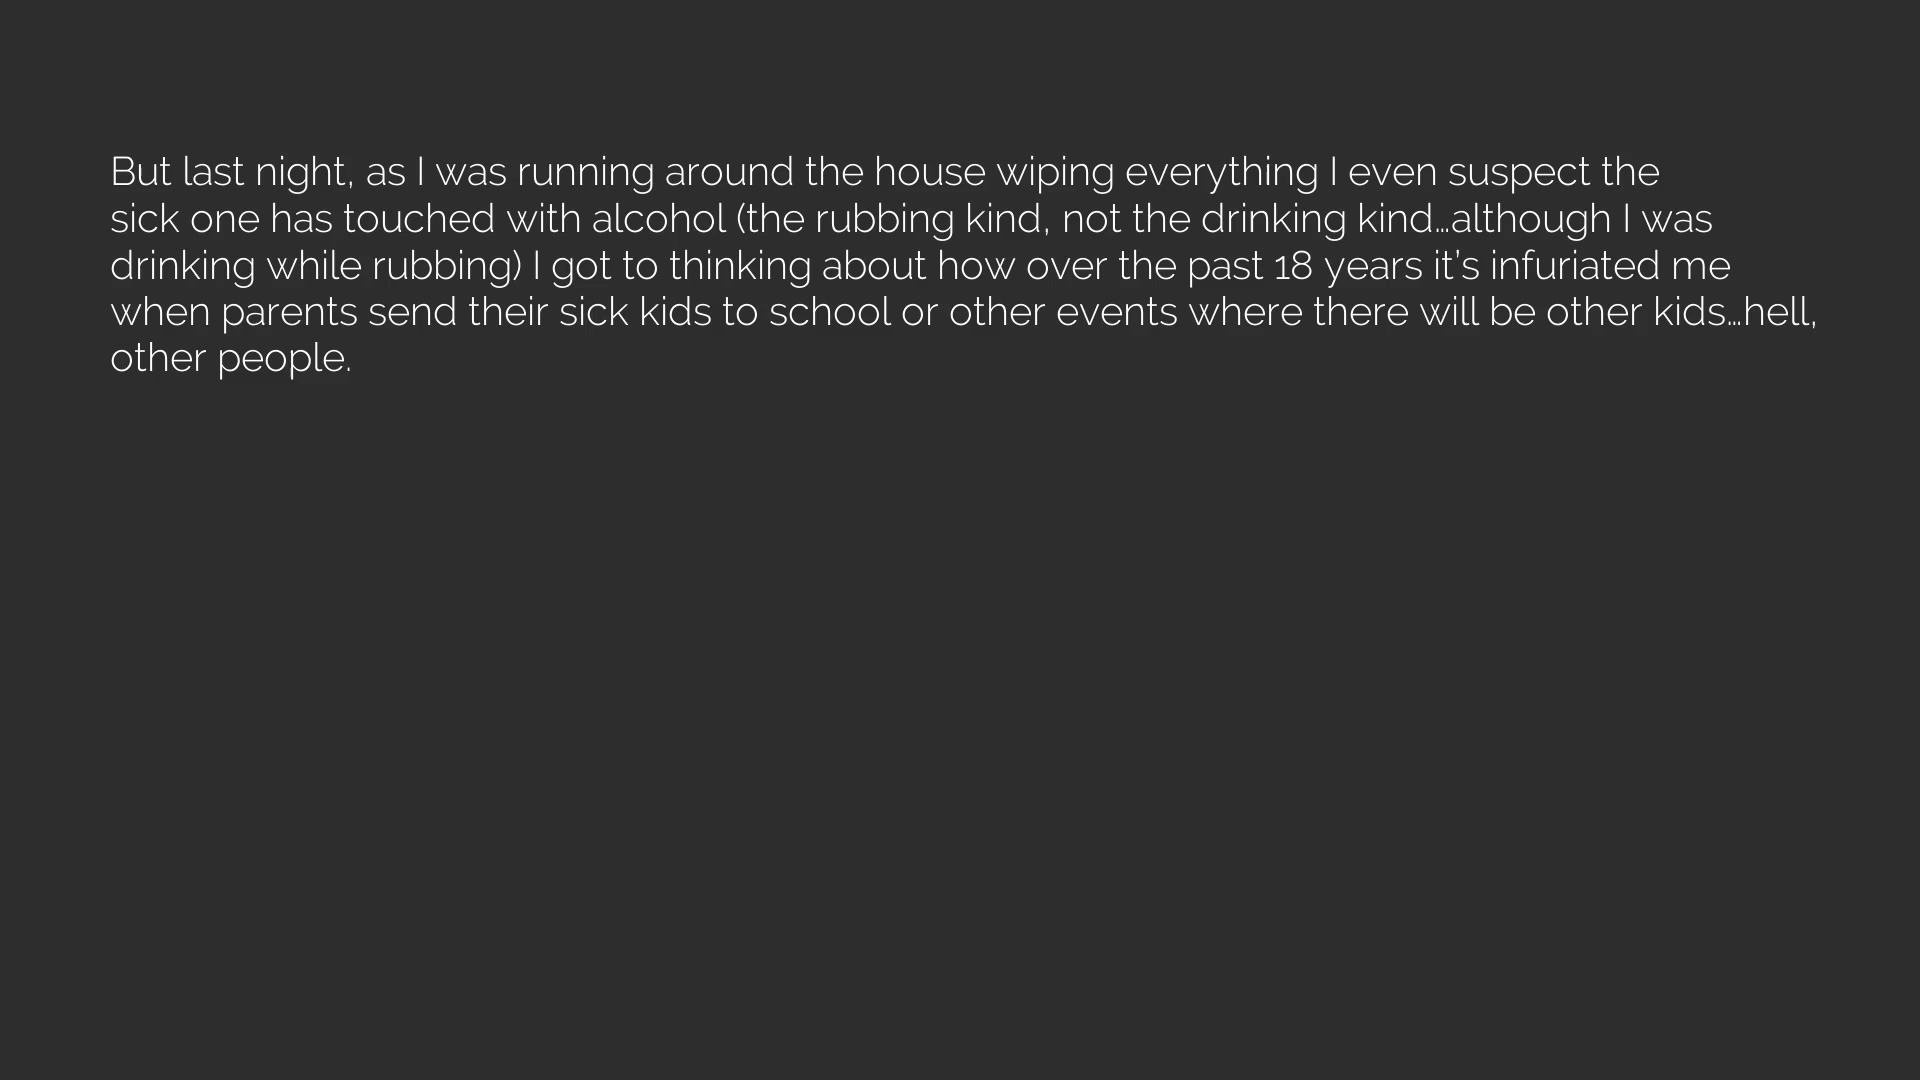 But last night, as I was running around the house wiping everything I even suspect the
sick one has touched with alcohol (the rubbing kind, not the drinking kind…although I was
drinking while rubbing) I got to thinking about how over the past 18 years it’s infuriated me
when parents send their sick kids to school or other events where there will be other kids…hell,
other people.